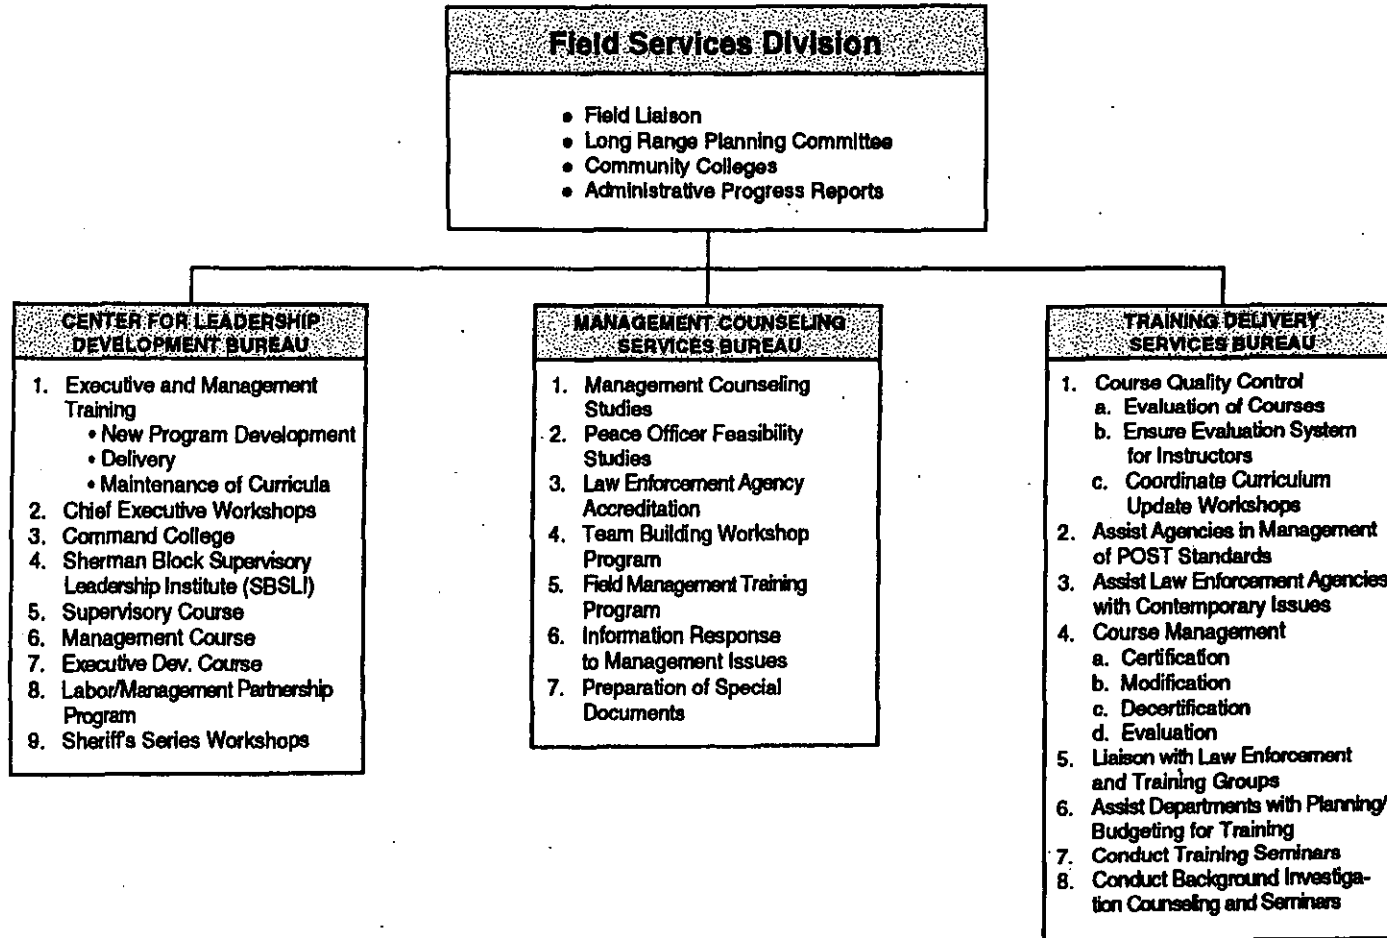 Field Services Division
• Field Liaison
• Long Range Planning Committee
• Community Colleges
• Administrative Progress Reports
CENTER FOR LEADERSHIP
DEVELOPMENT BUREAU
1. Executive and Management
Training
• New Program Development
• Delivery
• Maintenance of Curricula
2. Chief Executive Workshops
3. Command College
4. Sherman Block Supervisory
Leadership Institute (SBSLI)
5. Supervisory Course
6. Management Course
7. Executive Dev. Course
8. Labor/Management Partnership
Program
9. Sheriff's Series Workshops
MANAGEMENT COUNSELING
SERVICES BUREAU
1. Management Counseling
Studies
2. Peace Officer Feasibility
Studies
3. Law Enforcement Agency
Accreditation
4. Team Building Workshop
Program
5. Field Management Training
Program
6. Information Response
to Management Issues
7. Preparation of Special
Documents
TRAINING DELIVERY
SERVICES BUREAU
1. Course Quality Control
a. Evaluation of Courses
b. Ensure Evaluation System
for Instructors
c. Coordinate Curriculum
Update Workshops
2. Assist Agencies in Management
of POST Standards
3. Assist Law Enforcement Agencies
with Contemporary Issues
4. Course Management
a. Certification
b. Modification
c. Decertification
d. Evaluation
5. Liaison with Law Enforcement
and Training Groups
6. Assist Departments with Planning/
Budgeting for Training
7. Conduct Training Seminars
8. Conduct Background Investiga-
tion Counseling and Seminars